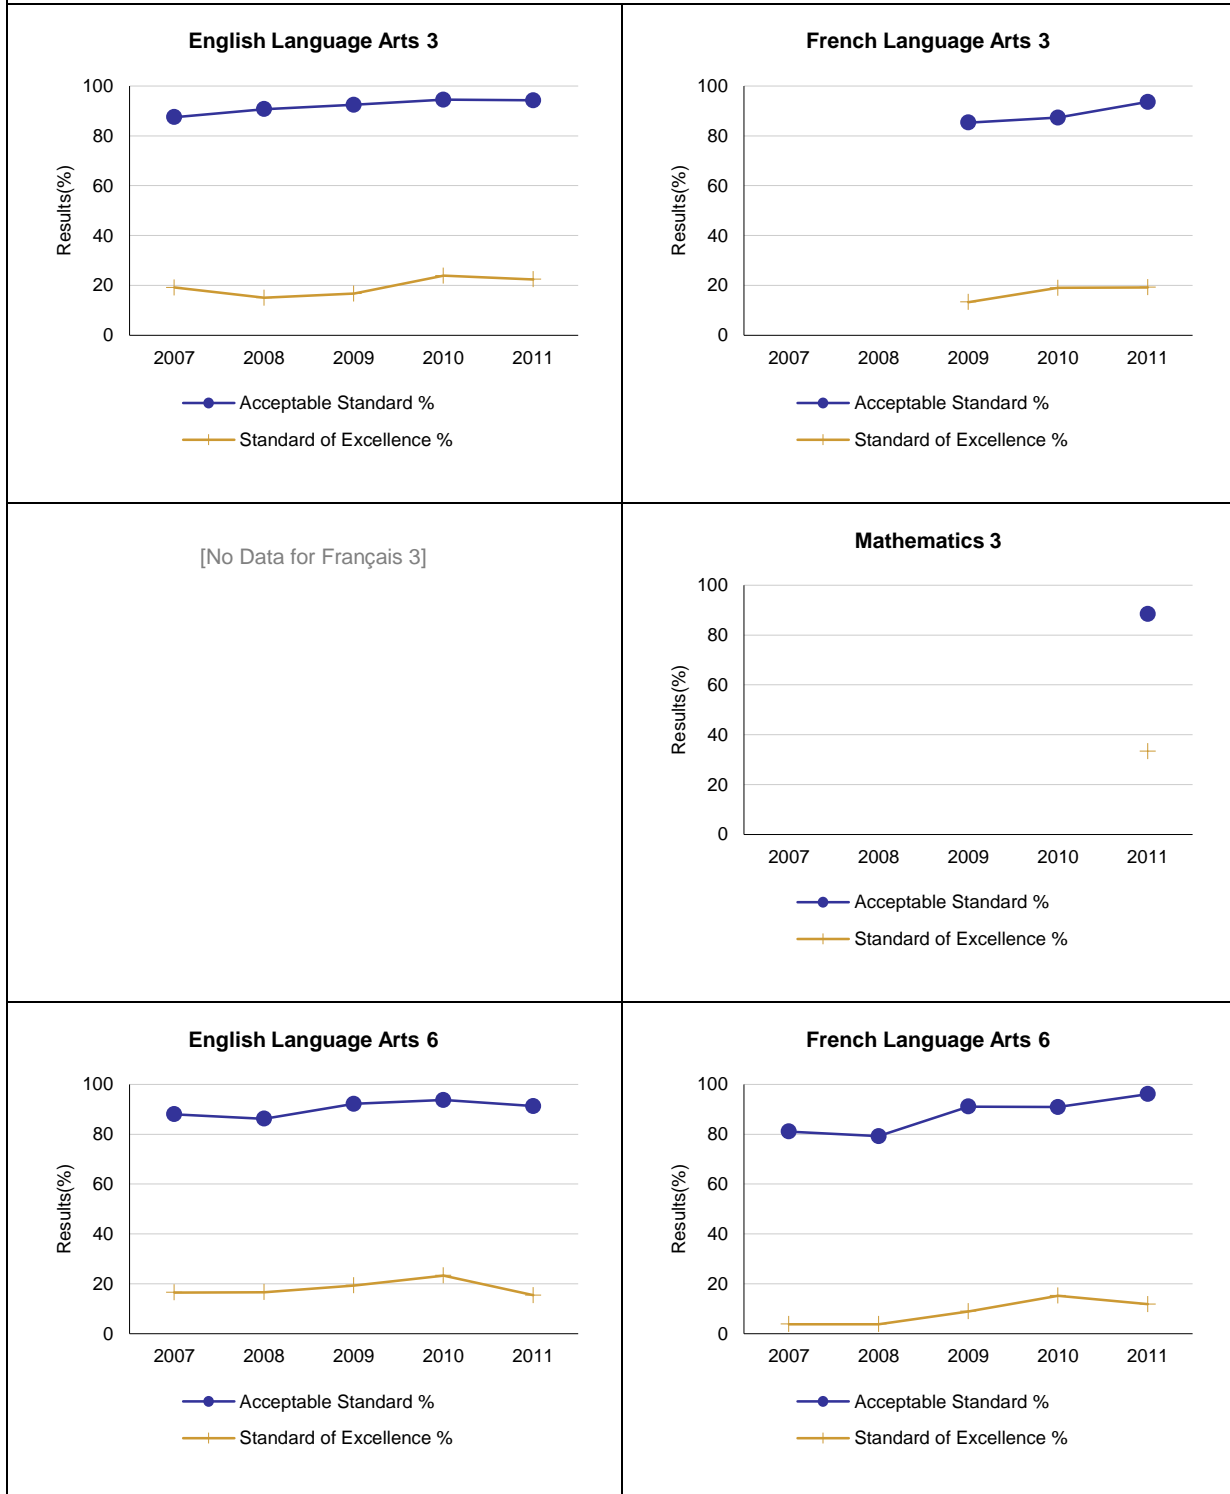 English Language Arts 3
100
80
60
40
20
0
Results(%)
2007 2008 2009 2010 2011
Acceptable Standard %
Standard of Excellence %
French Language Arts 3
100
80
60
40
20
0
Results(%)
2007 2008 2009 2010 2011
Acceptable Standard %
Standard of Excellence %
[No Data for Français 3]
Mathematics 3
100
80
60
40
20
0
Results(%)
2007 2008 2009 2010 2011
Acceptable Standard %
Standard of Excellence %
English Language Arts 6
100
80
60
40
20
0
Results(%)
2007 2008 2009 2010 2011
Acceptable Standard %
Standard of Excellence %
French Language Arts 6
100
80
60
40
20
0
Results(%)
2007 2008 2009 2010 2011
Acceptable Standard %
Standard of Excellence %